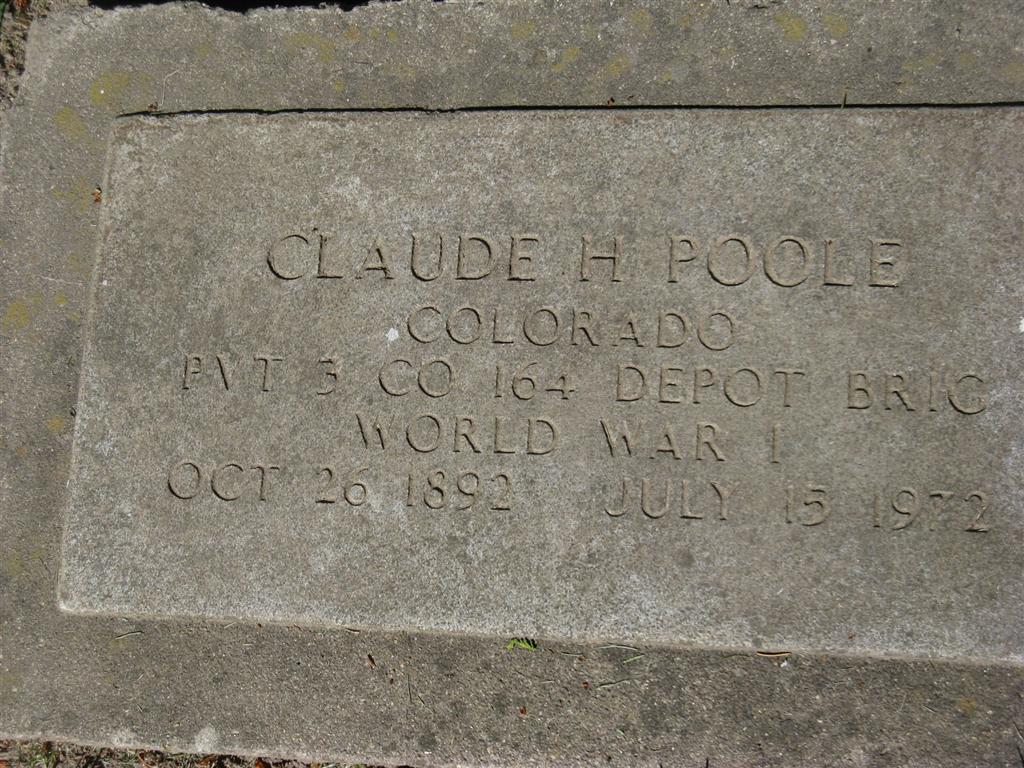 CLAUDE H POOLE
COLORADO
PVT 3 CO 164 DEPOT BRIG
WORLD WAR I
OCT 26 1892 JULY 15 1972